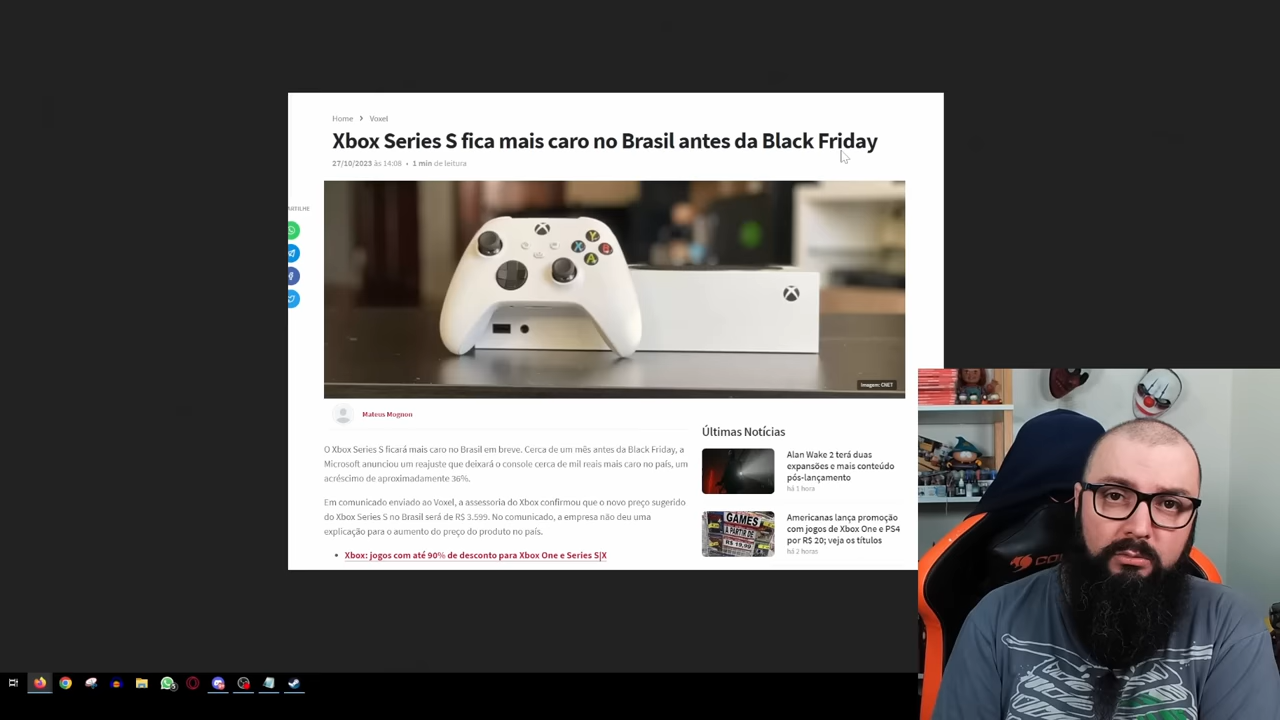 Home > Voxel
Xbox Series S fica mais caro no Brasil antes da Black Friday
27/10/2023 às 14:08 • 1 min de leitura
Imagem: CNET
Mateus Mognon
O Xbox Series S ficará mais caro no Brasil em breve. Cerca de um mês antes da Black Friday, a
Microsoft anunciou um reajuste que deixará o console cerca de mil reais mais caro no país, um
acréscimo de aproximadamente 36%.
Em comunicado enviado ao Voxel, a assessoria do Xbox confirmou que o novo preço sugerido
do Xbox Series S no Brasil será de R$ 3.599. No comunicado, a empresa não deu uma
explicação para o aumento do preço do produto no país.
• Xbox: jogos com até 90% de desconto para Xbox One e Series S|X
Últimas Notícias
Alan Wake 2 terá duas
expansões e mais conteúdo
pós-lançamento
há 1 hora
GAMES
A PARTIR DE
R$ 19,99
Americanas lança promoção
com jogos de Xbox One e PS4
por R$ 20; veja os títulos
há 2 horas